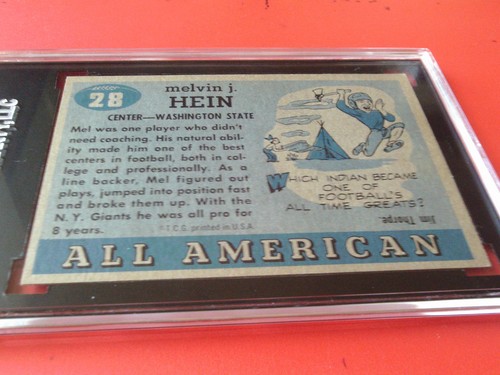 28
melvin j.
HEIN
CENTER—WASHINGTON STATE
Mel was one player who didn't
need coaching. His natural abil-
ity made him one of the best
centers in football, both in col-
lege and professionally. As a
line backer, Mel figured out
plays, jumped into position fast
and broke them up. With the
N.Y. Giants he was all pro for
8 years.
©T.C.G. printed in U.S.A.
WHICH INDIAN BECAME
ONE OF
FOOTBALL'S
ALL TIME GREATS?
Jim Thorpe
ALL AMERICAN
LLC